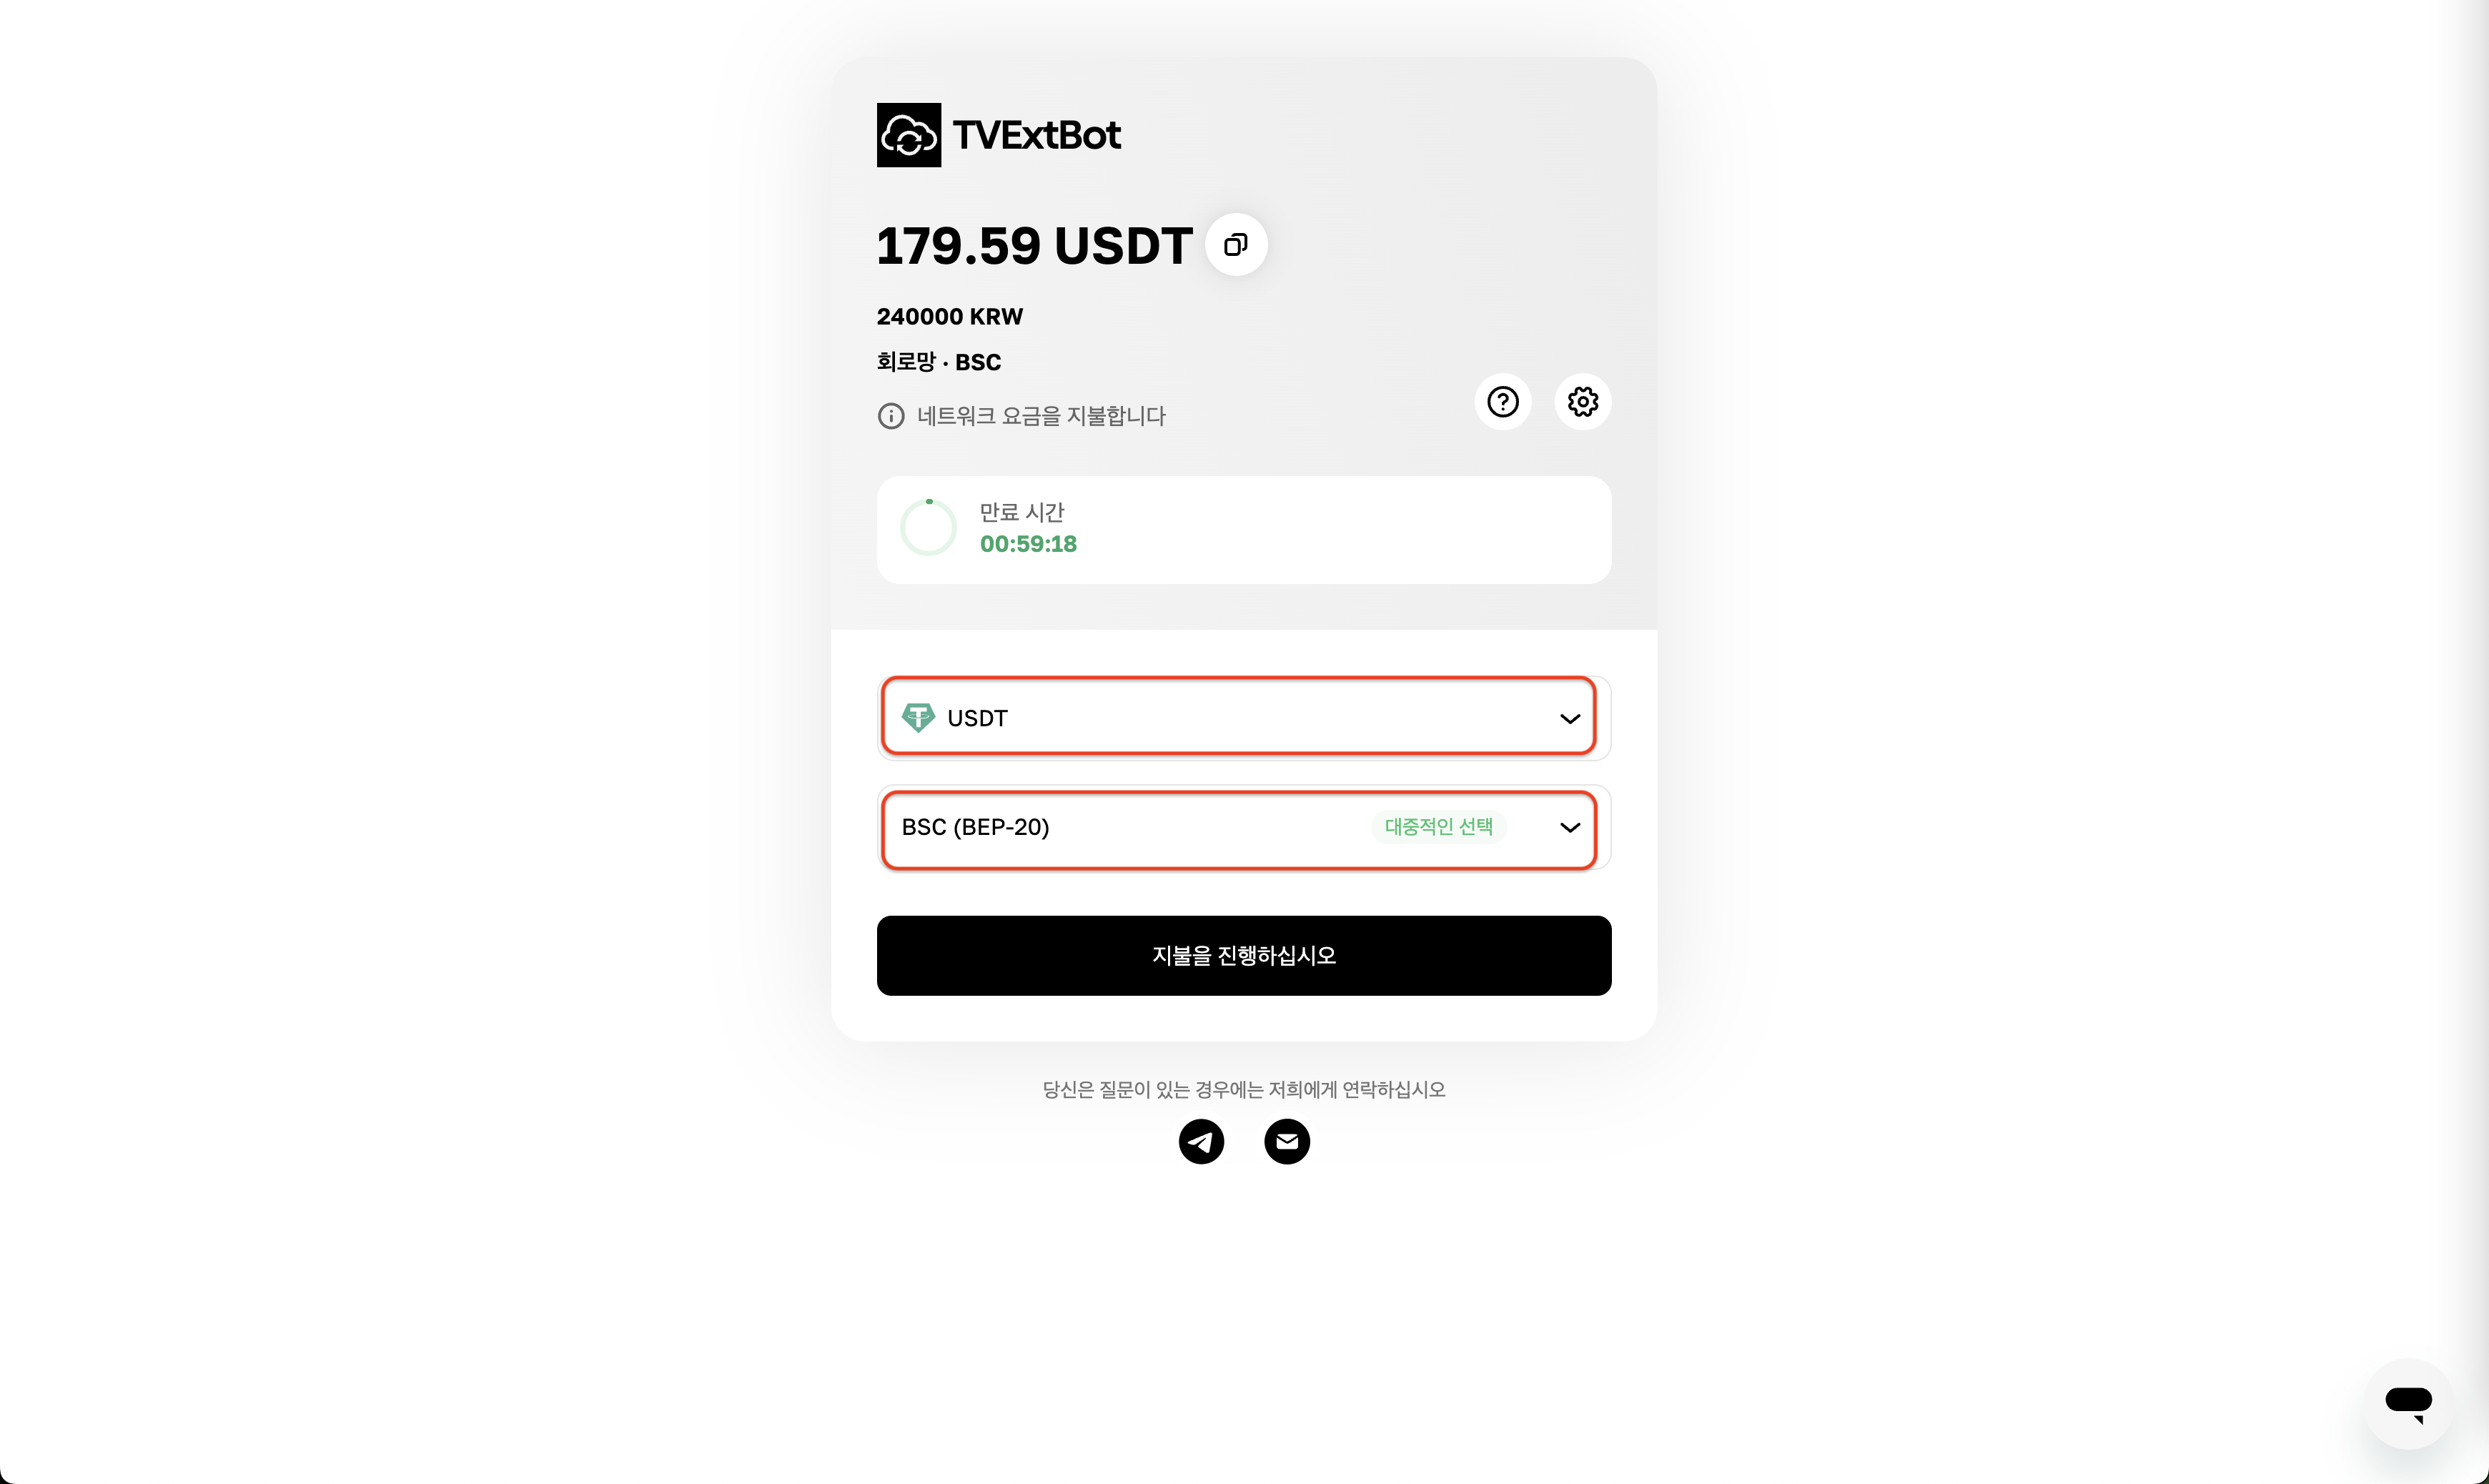 TVExtBot
179.59 USDT
240000 KRW
회로망 · BSC
네트워크 요금을 지불합니다
만료 시간
00:59:18
USDT
BSC (BEP-20) 대중적인 선택
지불을 진행하십시오
당신은 질문이 있는 경우에는 저희에게 연락하십시오